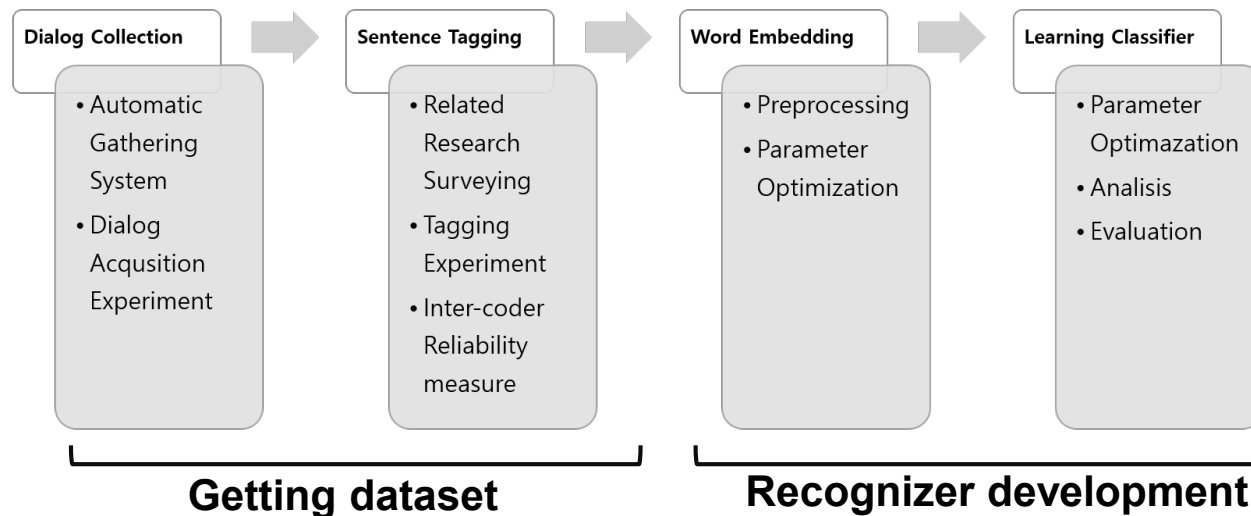 Dialog Collection
• Automatic
Gathering
System
• Dialog
Acqusition
Experiment
Sentence Tagging
• Related
Research
Surveying
• Tagging
Experiment
• Inter-coder
Reliability
measure
Word Embedding
• Preprocessing
• Parameter
Optimization
Learning Classifier
• Parameter
Optimazation
• Analisis
• Evaluation
Getting dataset
Recognizer development